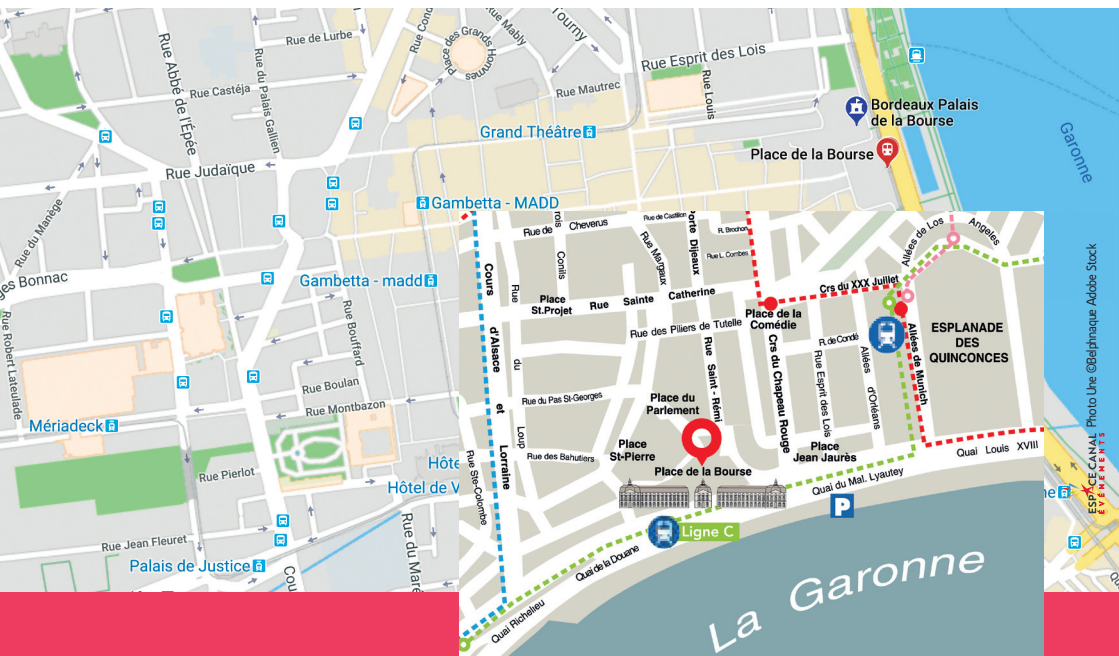 Rue de Lurbe
Rue Abbé de l'Épée
Rue du Palais Gallien
Rue Castéja
Place des Grands Hommes
Rue Mably
Tourny
Rue Esprit des Lois
Rue Mautrec
Rue Louis
Grand Théâtre
Bordeaux Palais
de la Bourse
Place de la Bourse
Garonne
Rue Judaïque
Gambetta - MADD
Rue du Manège
Gambetta - madd
Rue Bouffard
Rue Robert Lateulade
Rue Boulan
Rue Montbazon
Mériadeck
Rue Pierlot
Hôtel de V
Rue Jean Fleuret
Palais de Justice
Rue du Mar
Rue de Cheverus
Conils
Rue Margaux
Rue de Castillon
Porte Dijeaux
R. Brochon
Rue L. Combes
Allées de Los Angeles
Cours d'Alsace et Lorraine
Rue du Loup
Place
St.Projet
Rue Sainte Catherine
Crs du XXX Juillet
Place de la
Comédie
Rue des Piliers de Tutelle
R. de Condé
Allées de Munich
ESPLANADE
DES
QUINCONCES
Rue Saint - Rémi
Crs du Chapeau Rouge
Rue Esprit des Lois
Allées d'Orléans
Rue du Pas St-Georges
Place du
Parlement
Place
St-Pierre
Place
Jean Jaurès
Rue des Bahutiers
Rue Ste-Colombe
Place de la Bourse
Quai du Mal. Lyautey
Quai Louis XVIII
P
Ligne C
Quai de la Douane
Quai Richelieu
La Garonne
ESPACE CANAL
ÉVÉNEMENTS
Photo Une ©Belphnaque Adobe Stock